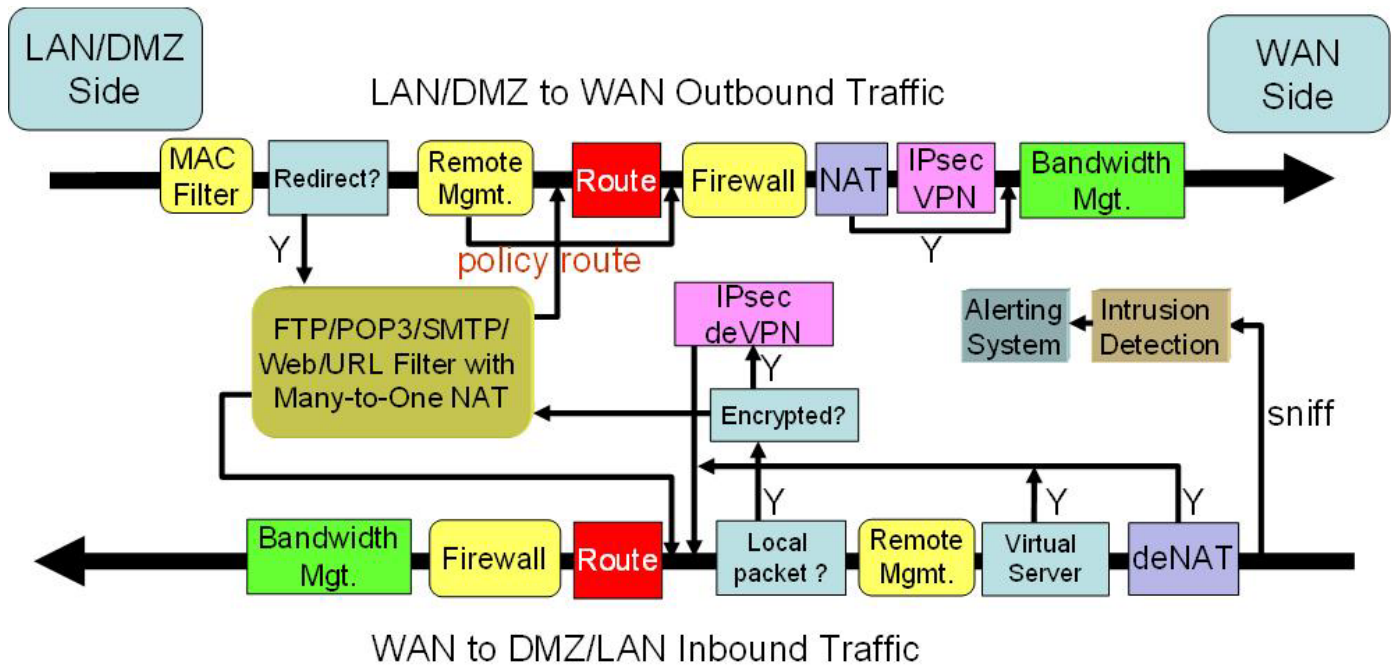 LAN/DMZ
Side
WAN
Side
LAN/DMZ to WAN Outbound Traffic
MAC
Filter
Redirect?
Remote
Mgmt.
Route
Firewall
NAT
IPsec
VPN
Bandwidth
Mgt.
Y
policy route
Y
FTP/POP3/SMTP/
Web/URL Filter with
Many-to-One NAT
IPsec
deVPN
Alerting
System
Intrusion
Detection
Y
Encrypted?
sniff
Y
Y
Y
Bandwidth
Mgt.
Firewall
Route
Local
packet ?
Remote
Mgmt.
Virtual
Server
deNAT
WAN to DMZ/LAN Inbound Traffic